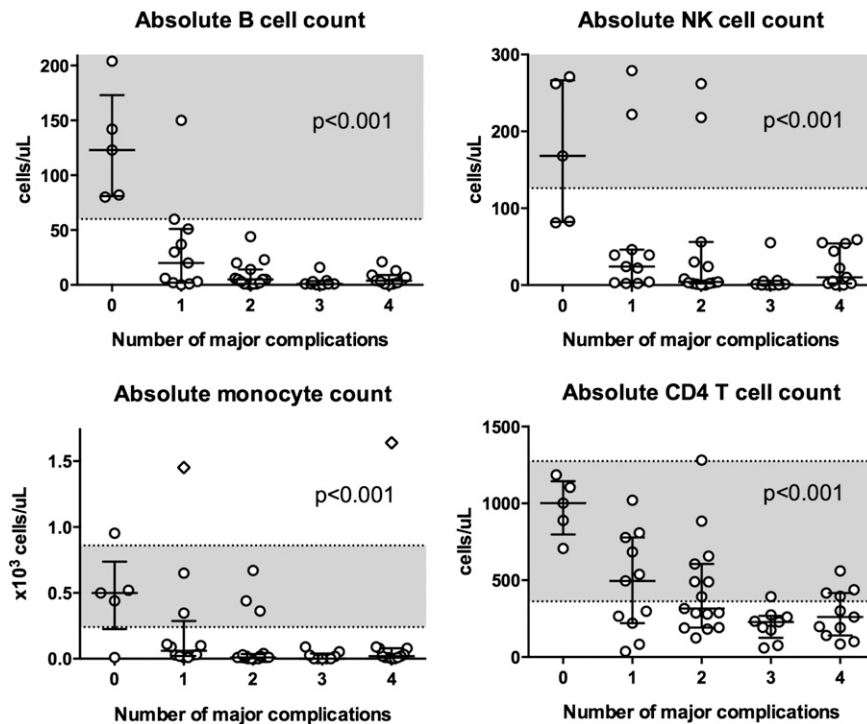 Absolute B cell count
cells/uL
200
150
100
50
0
p<0.001
0 1 2 3 4
Number of major complications
Absolute NK cell count
cells/uL
300
200
100
0
p<0.001
0 1 2 3 4
Number of major complications
Absolute monocyte count
x10³ cells/uL
1.5
1.0
0.5
0.0
p<0.001
0 1 2 3 4
Number of major complications
Absolute CD4 T cell count
cells/uL
1500
1000
500
0
p<0.001
0 1 2 3 4
Number of major complications